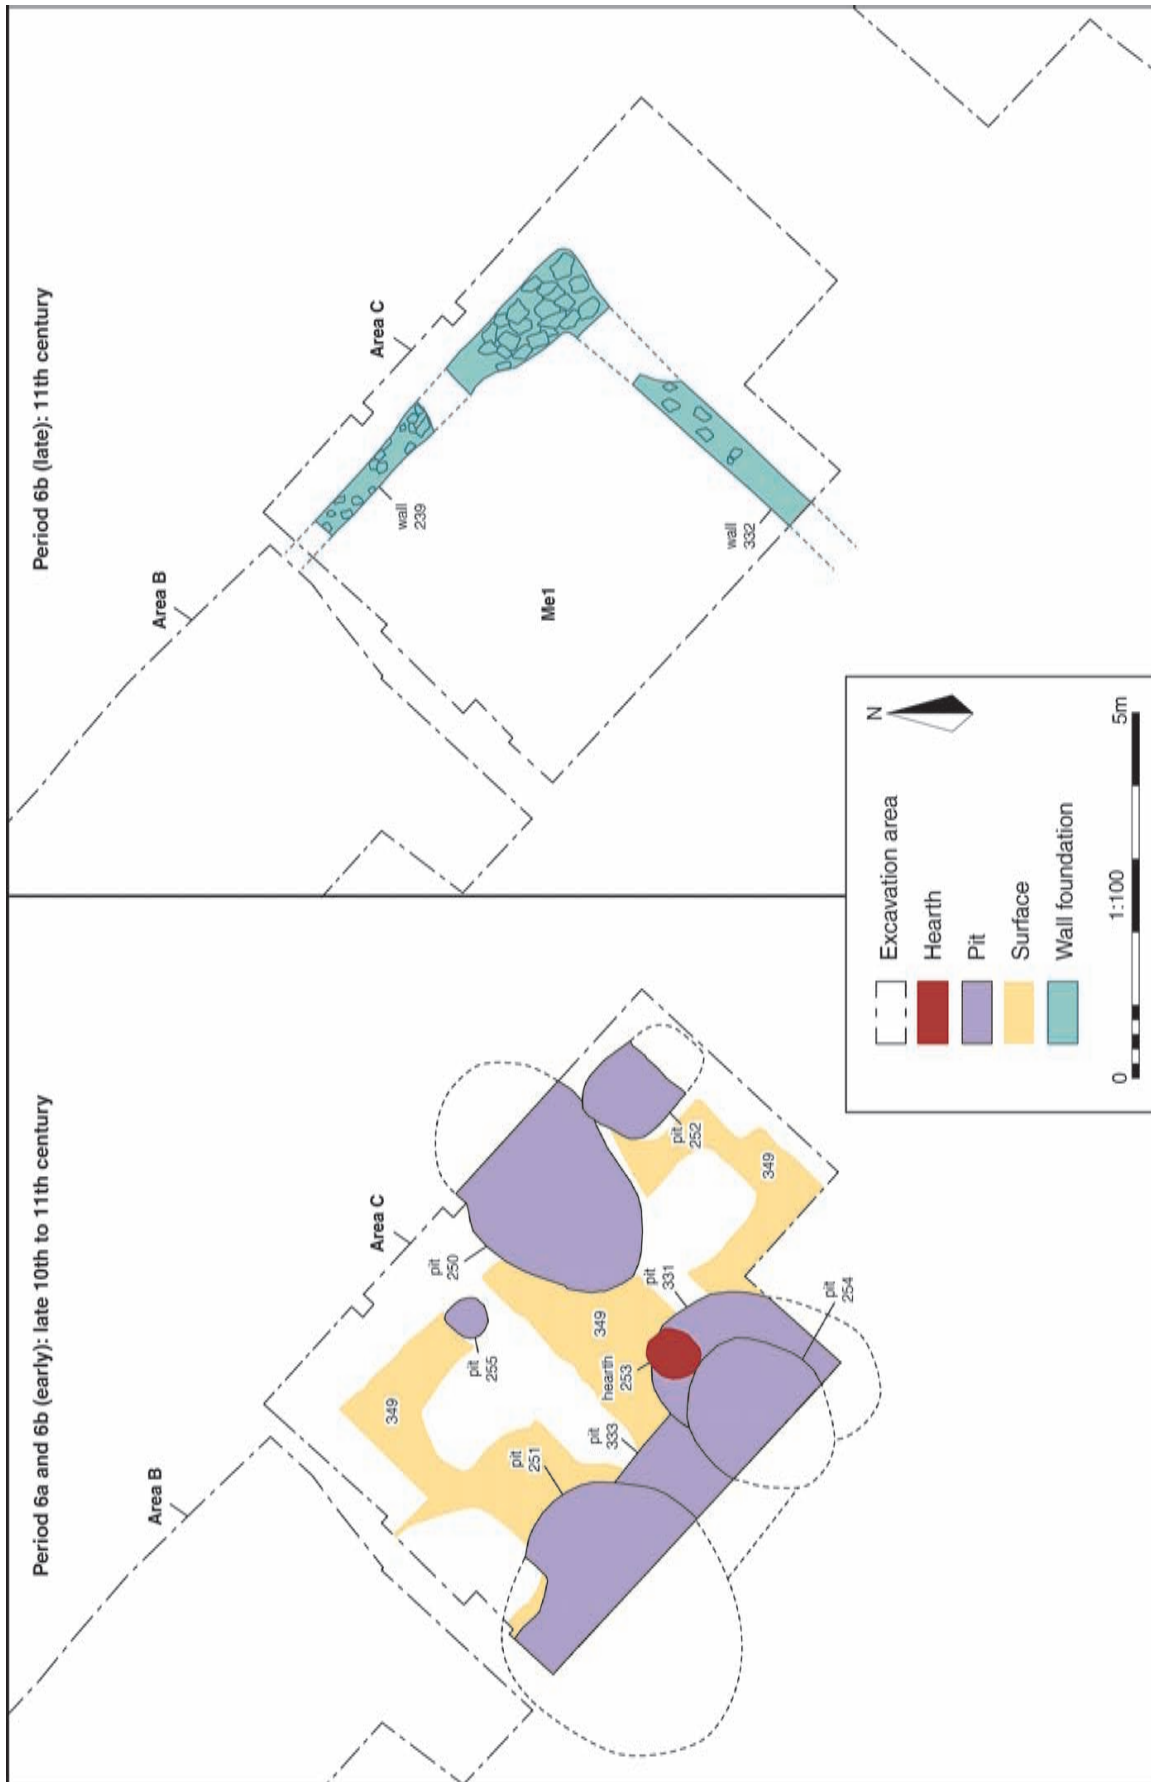 Period 6a and 6b (early): late 10th to 11th century
Area B
Area C
349
pit
250
pit
255
pit
251
pit
333
hearth
253
349
pit
331
pit
252
349
pit
254
Period 6b (late): 11th century
Area B
Area C
wall
239
wall
332
Me1
Excavation area
Hearth
Pit
Surface
Wall foundation
N
0
1:100
5m